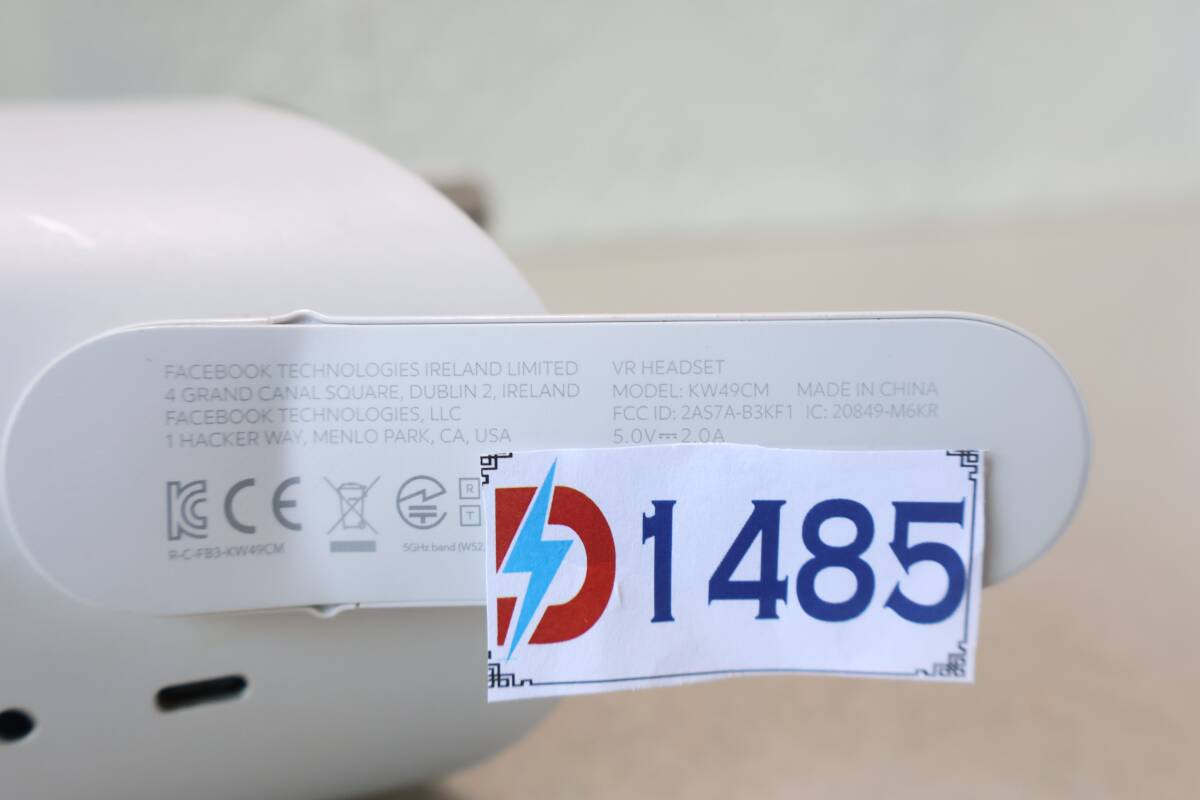 FACEBOOK TECHNOLOGIES IRELAND LIMITED
4 GRAND CANAL SQUARE, DUBLIN 2, IRELAND
FACEBOOK TECHNOLOGIES, LLC
1 HACKER WAY, MENLO PARK, CA, USA
VR HEADSET
MODEL: KW49CM MADE IN CHINA
FCC ID: 2AS7A-B3KF1 IC: 20849-M6KR
5.0V⎓2.0A
R
T
R-C-FB3-KW49CM
5GHz band (W52,
D 1485